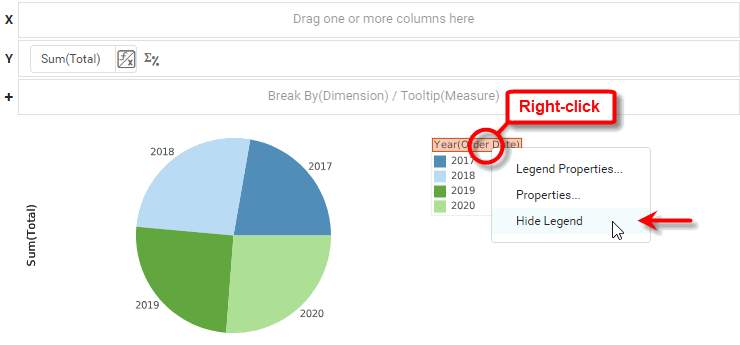 X
Drag one or more columns here
Y
Sum(Total)
f x
Σ%
+
Break By(Dimension) / Tooltip(Measure)
Right-click
2018
2017
2019
2020
Sum(Total)
Year(Order Date)
2017
2018
2019
2020
Legend Properties...
Properties...
Hide Legend